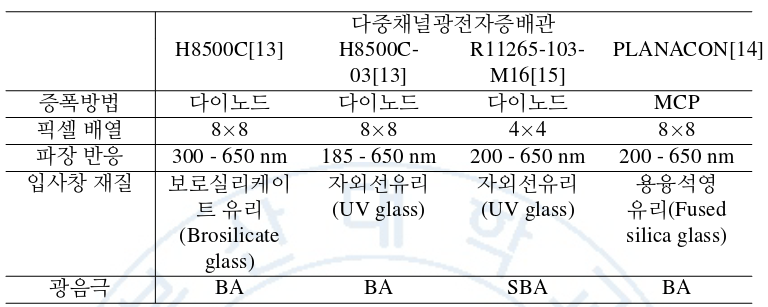 다중채널광전자증배관
H8500C[13] H8500C- R11265-103- PLANACON[14]
03[13] M16[15]
증폭방법 다이노드 다이노드 다이노드 MCP
픽셀 배열 8×8 8×8 4×4 8×8
파장 반응 300 - 650 nm 185 - 650 nm 200 - 650 nm 200 - 650 nm
입사창 재질 보로실리케이 자외선유리 자외선유리 용융석영
트 유리 (UV glass) (UV glass) 유리(Fused
(Brosilicate silica glass)
glass)
광음극 BA BA SBA BA